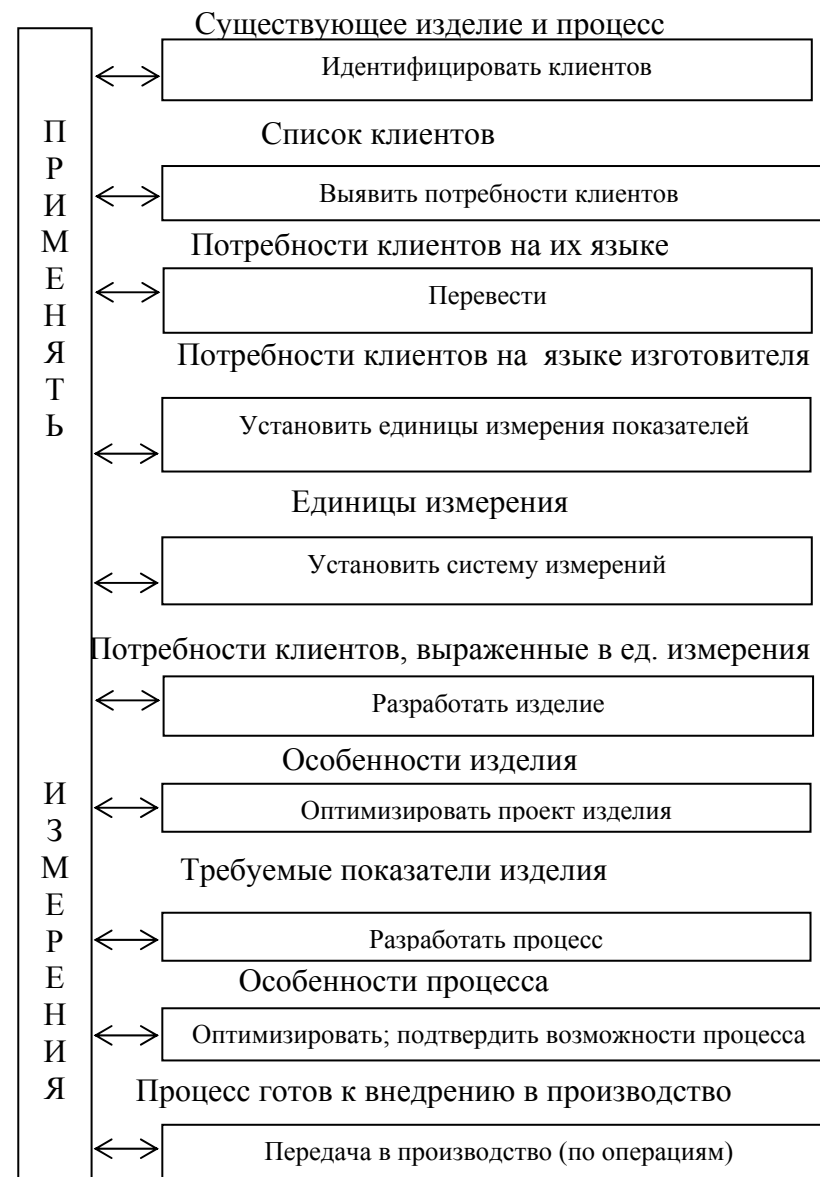 Существующее изделие и процесс
Идентифицировать клиентов
Список клиентов
Выявить потребности клиентов
Потребности клиентов на их языке
Перевести
Потребности клиентов на языке изготовителя
Установить единицы измерения показателей
Единицы измерения
Установить систему измерений
Потребности клиентов, выраженные в ед. измерения
Разработать изделие
Особенности изделия
Оптимизировать проект изделия
Требуемые показатели изделия
Разработать процесс
Особенности процесса
Оптимизировать; подтвердить возможности процесса
Процесс готов к внедрению в производство
Передача в производство (по операциям)
ПРИМЕНЯТЬ
ИЗМЕРЕНИЯ